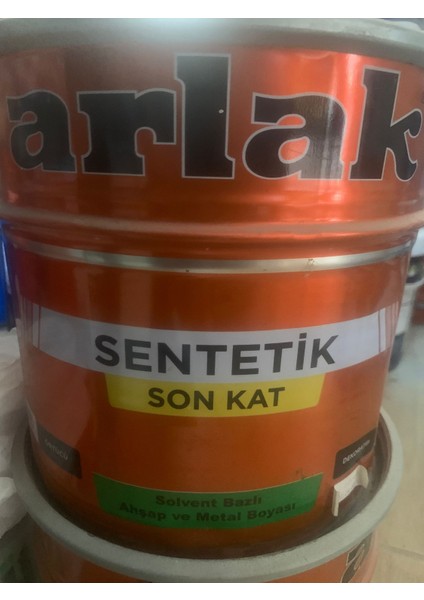 arlak
SENTETİK
SON KAT
Solvent Bazlı
Ahşap ve Metal Boyası